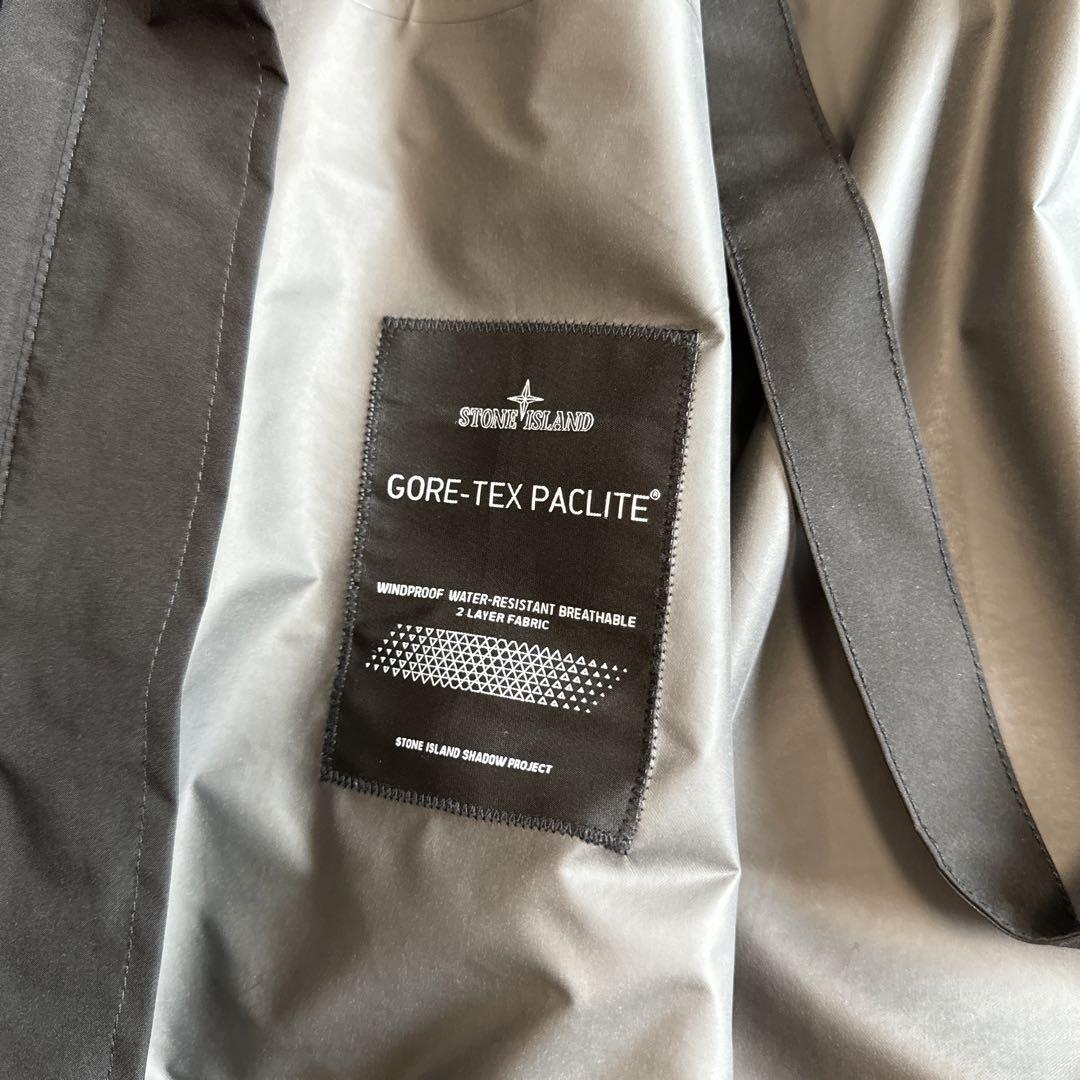 STONE ISLAND
GORE-TEX PACLITE®
WINDPROOF WATER-RESISTANT BREATHABLE
2 LAYER FABRIC
STONE ISLAND SHADOW PROJECT